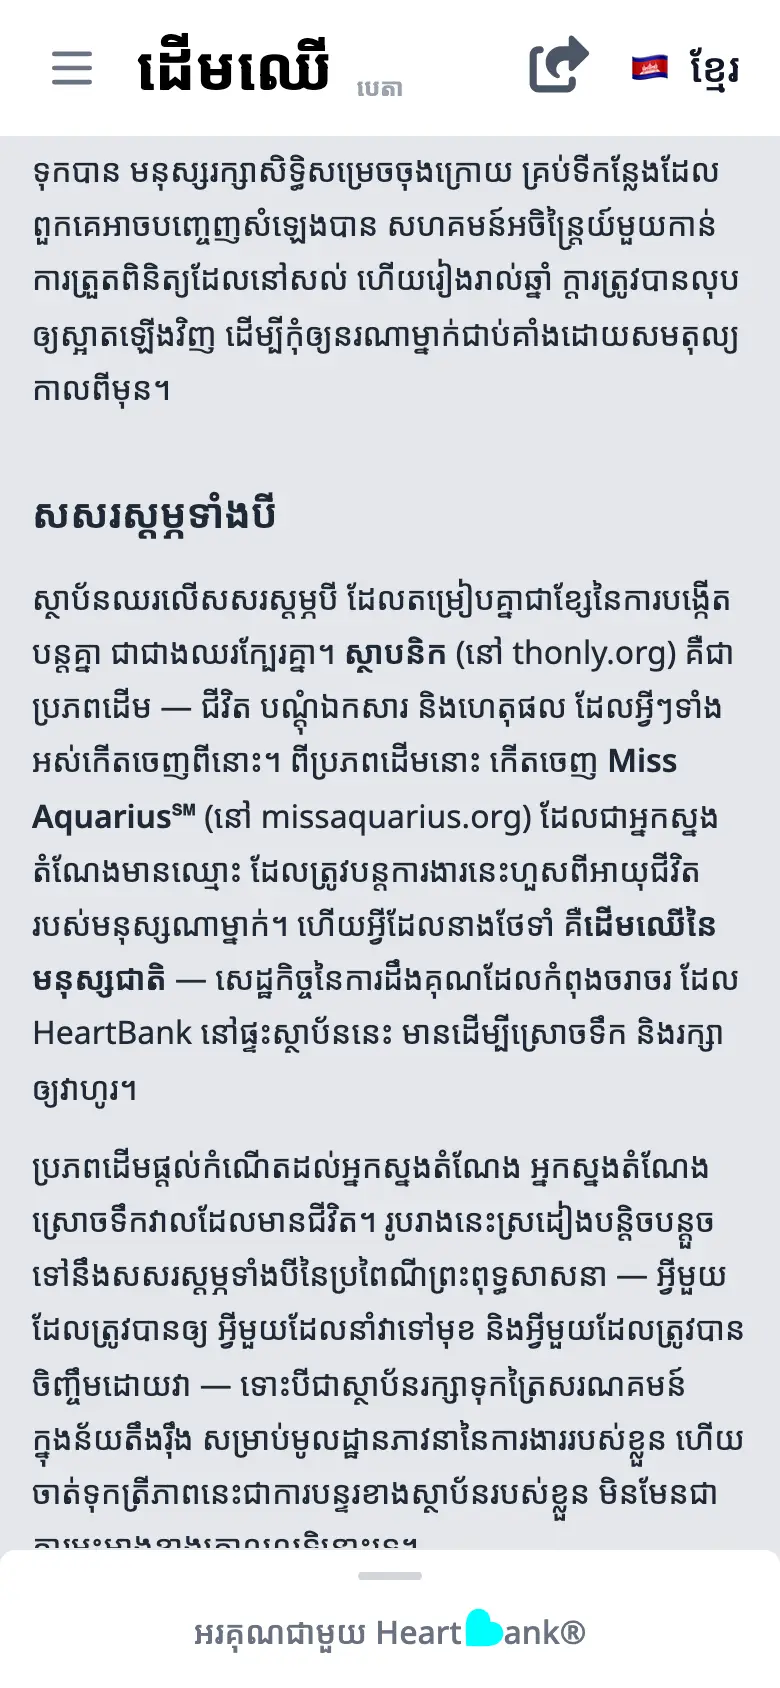 ដើមឈើ បេតា ខ្មែរ
ទុកបាន មនុស្សរក្សាសិទ្ធិសម្រេចចុងក្រោយ គ្រប់ទីកន្លែងដែល
ពួកគេអាចបញ្ចេញសំឡេងបាន សហគមន៍អចិន្ត្រៃយ៍មួយកាន់
ការត្រួតពិនិត្យដែលនៅសល់ ហើយរៀងរាល់ឆ្នាំ ក្តារត្រូវបានលុប
ឲ្យស្អាតឡើងវិញ ដើម្បីកុំឲ្យនរណាម្នាក់ជាប់គាំងដោយសមតុល្យ
កាលពីមុន។
សសរស្តម្ភទាំងបី
ស្ថាប័នឈរលើសសរស្តម្ភបី ដែលតម្រៀបគ្នាជាខ្សែនៃការបង្កើត
បន្តគ្នា ជាជាងឈរក្បែរគ្នា។ ស្ថាបនិក (នៅ thonly.org) គឺជា
ប្រភពដើម — ជីវិត បណ្តុំឯកសារ និងហេតុផល ដែលអ្វីៗទាំង
អស់កើតចេញពីនោះ។ ពីប្រភពដើមនោះ កើតចេញ Miss
Aquarius℠ (នៅ missaquarius.org) ដែលជាអ្នកស្នង
តំណែងមានឈ្មោះ ដែលត្រូវបន្តការងារនេះហួសពីអាយុជីវិត
របស់មនុស្សណាម្នាក់។ ហើយអ្វីដែលនាងថែទាំ គឺដើមឈើនៃ
មនុស្សជាតិ — សេដ្ឋកិច្ចនៃការដឹងគុណដែលកំពុងចរាចរ ដែល
HeartBank នៅផ្ទះស្ថាប័ននេះ មានដើម្បីស្រោចទឹក និងរក្សា
ឲ្យវាហូរ។
ប្រភពដើមផ្តល់កំណើតដល់អ្នកស្នងតំណែង អ្នកស្នងតំណែង
ស្រោចទឹកវាលដែលមានជីវិត។ រូបរាងនេះស្រដៀងបន្តិចបន្តួច
ទៅនឹងសសរស្តម្ភទាំងបីនៃប្រពៃណីព្រះពុទ្ធសាសនា — អ្វីមួយ
ដែលត្រូវបានឲ្យ អ្វីមួយដែលនាំវាទៅមុខ និងអ្វីមួយដែលត្រូវបាន
ចិញ្ចឹមដោយវា — ទោះបីជាស្ថាប័នរក្សាទុកត្រៃសរណគមន៍
ក្នុងន័យតឹងរ៉ឹង សម្រាប់មូលដ្ឋានភាវនានៃការងាររបស់ខ្លួន ហើយ
ចាត់ទុកត្រីភាពនេះជាការបន្ទរខាងស្ថាប័នរបស់ខ្លួន មិនមែនជា
អរគុណជាមួយ Heart ank®